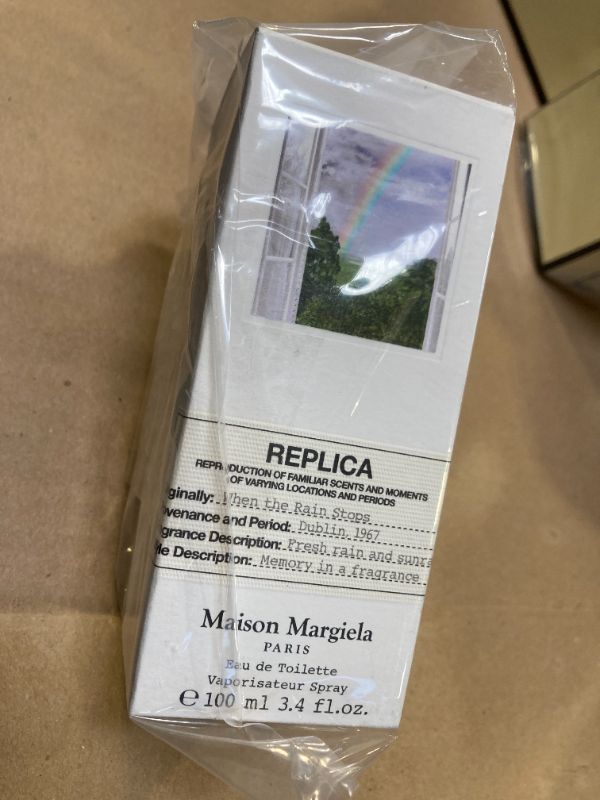 REPLICA
REPRODUCTION OF FAMILIAR SCENTS AND MOMENTS
OF VARYING LOCATIONS AND PERIODS
ginally: When the Rain Stops
ovenance and Period: Dublin, 1967
agrance Description: Fresh rain and sunra
yle Description: Memory in a fragrance
Maison Margiela
PARIS
Eau de Toilette
Vaporisateur Spray
℮ 100 ml 3.4 fl.oz.